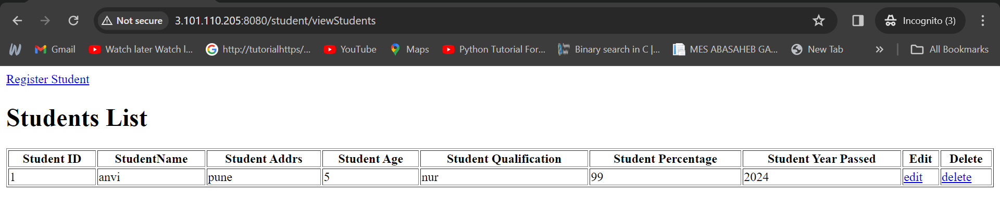 Not secure 3.101.110.205:8080/student/viewStudents Incognito (3)
W Gmail Watch later Watch l... http://tutorialhttps/... YouTube Maps Python Tutorial For... Binary search in C |... MES ABASAHEB GA... New Tab » All Bookmarks
Register Student
Students List
Student ID StudentName Student Addrs Student Age Student Qualification Student Percentage Student Year Passed Edit Delete
1 anvi pune 5 nur 99 2024 edit delete